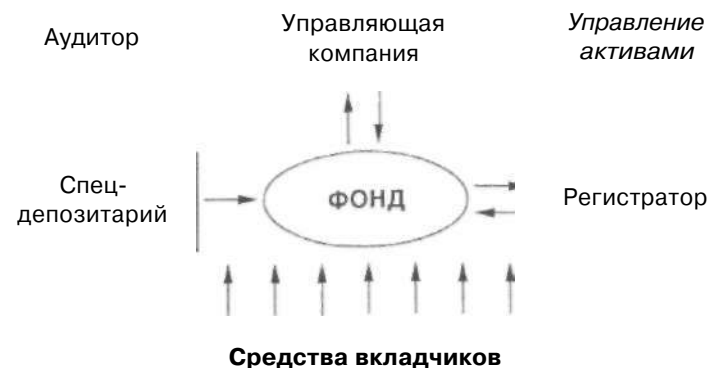 Аудитор
Управляющая
компания
Управление
активами
Спец-
депозитарий
ФОНД
Регистратор
Средства вкладчиков